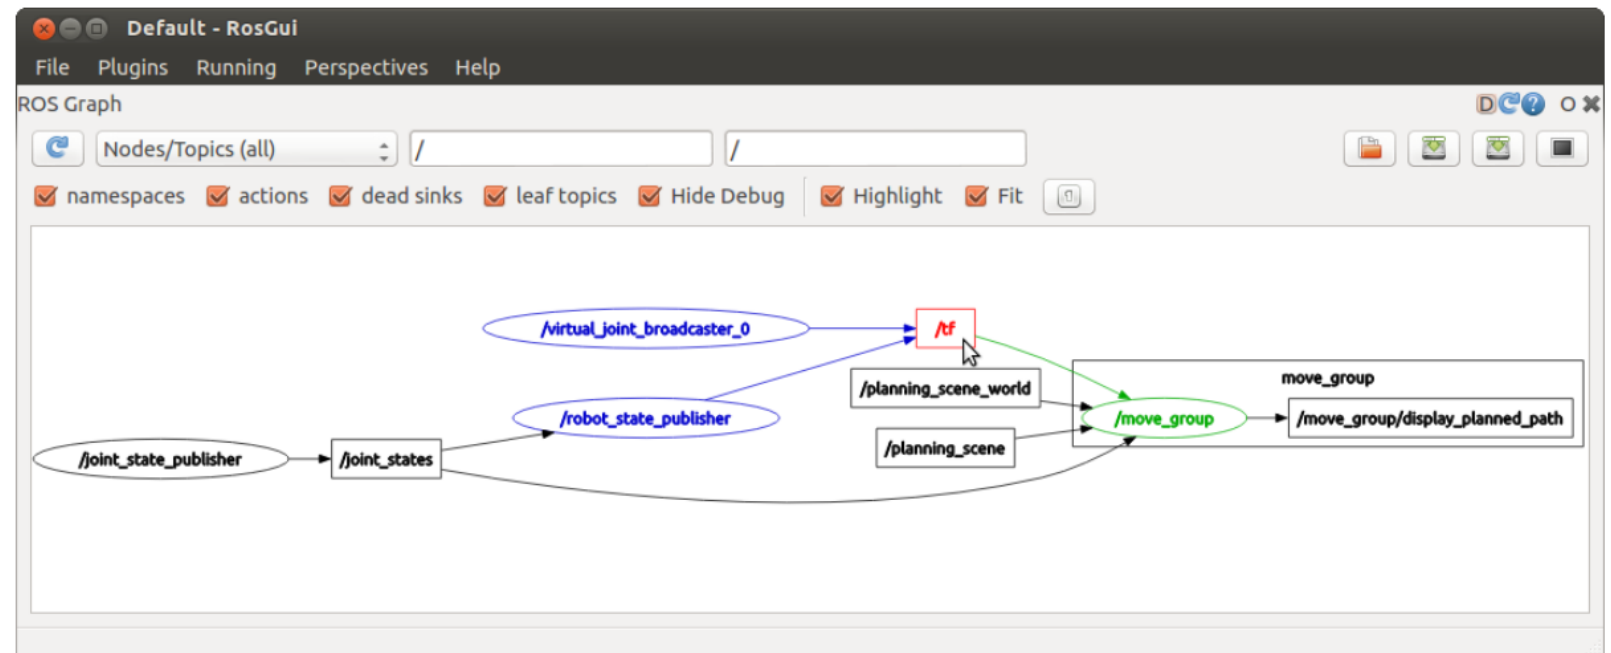 Default - RosGui
File Plugins Running Perspectives Help
ROS Graph
D ? O
Nodes/Topics (all) / /
namespaces actions dead sinks leaf topics Hide Debug Highlight Fit
/virtual_joint_broadcaster_0 /tf
move_group
/planning_scene_world
/robot_state_publisher /move_group /move_group/display_planned_path
/planning_scene
/joint_state_publisher /joint_states